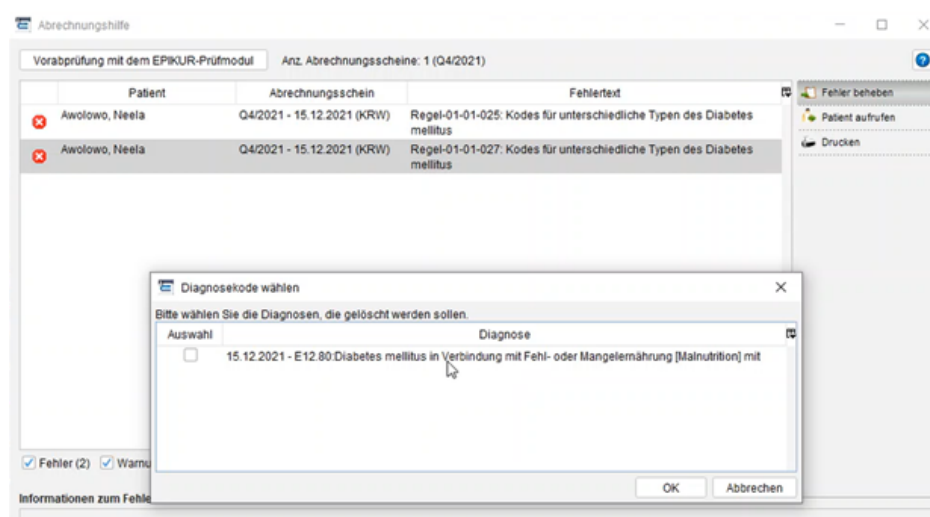 Abrechnungshilfe
Vorabprüfung mit dem EPIKUR-Prüfmodul
Anz. Abrechnungsscheine: 1 (Q4/2021)
Patient
Abrechnungsschein
Fehlertext
Fehler beheben
Awolowo, Neela
Q4/2021 - 15.12.2021 (KRW)
Regel-01-01-025: Kodes für unterschiedliche Typen des Diabetes
mellitus
Patient aufrufen
Drucken
Awolowo, Neela
Q4/2021 - 15.12.2021 (KRW)
Regel-01-01-027: Kodes für unterschiedliche Typen des Diabetes
mellitus
Diagnosekode wählen
Bitte wählen Sie die Diagnosen, die gelöscht werden sollen.
Auswahl
Diagnose
15.12.2021 - E12.80:Diabetes mellitus in Verbindung mit Fehl- oder Mangelernährung [Malnutrition] mit
Fehler (2)
Warnu
OK
Abbrechen
Informationen zum Fehle